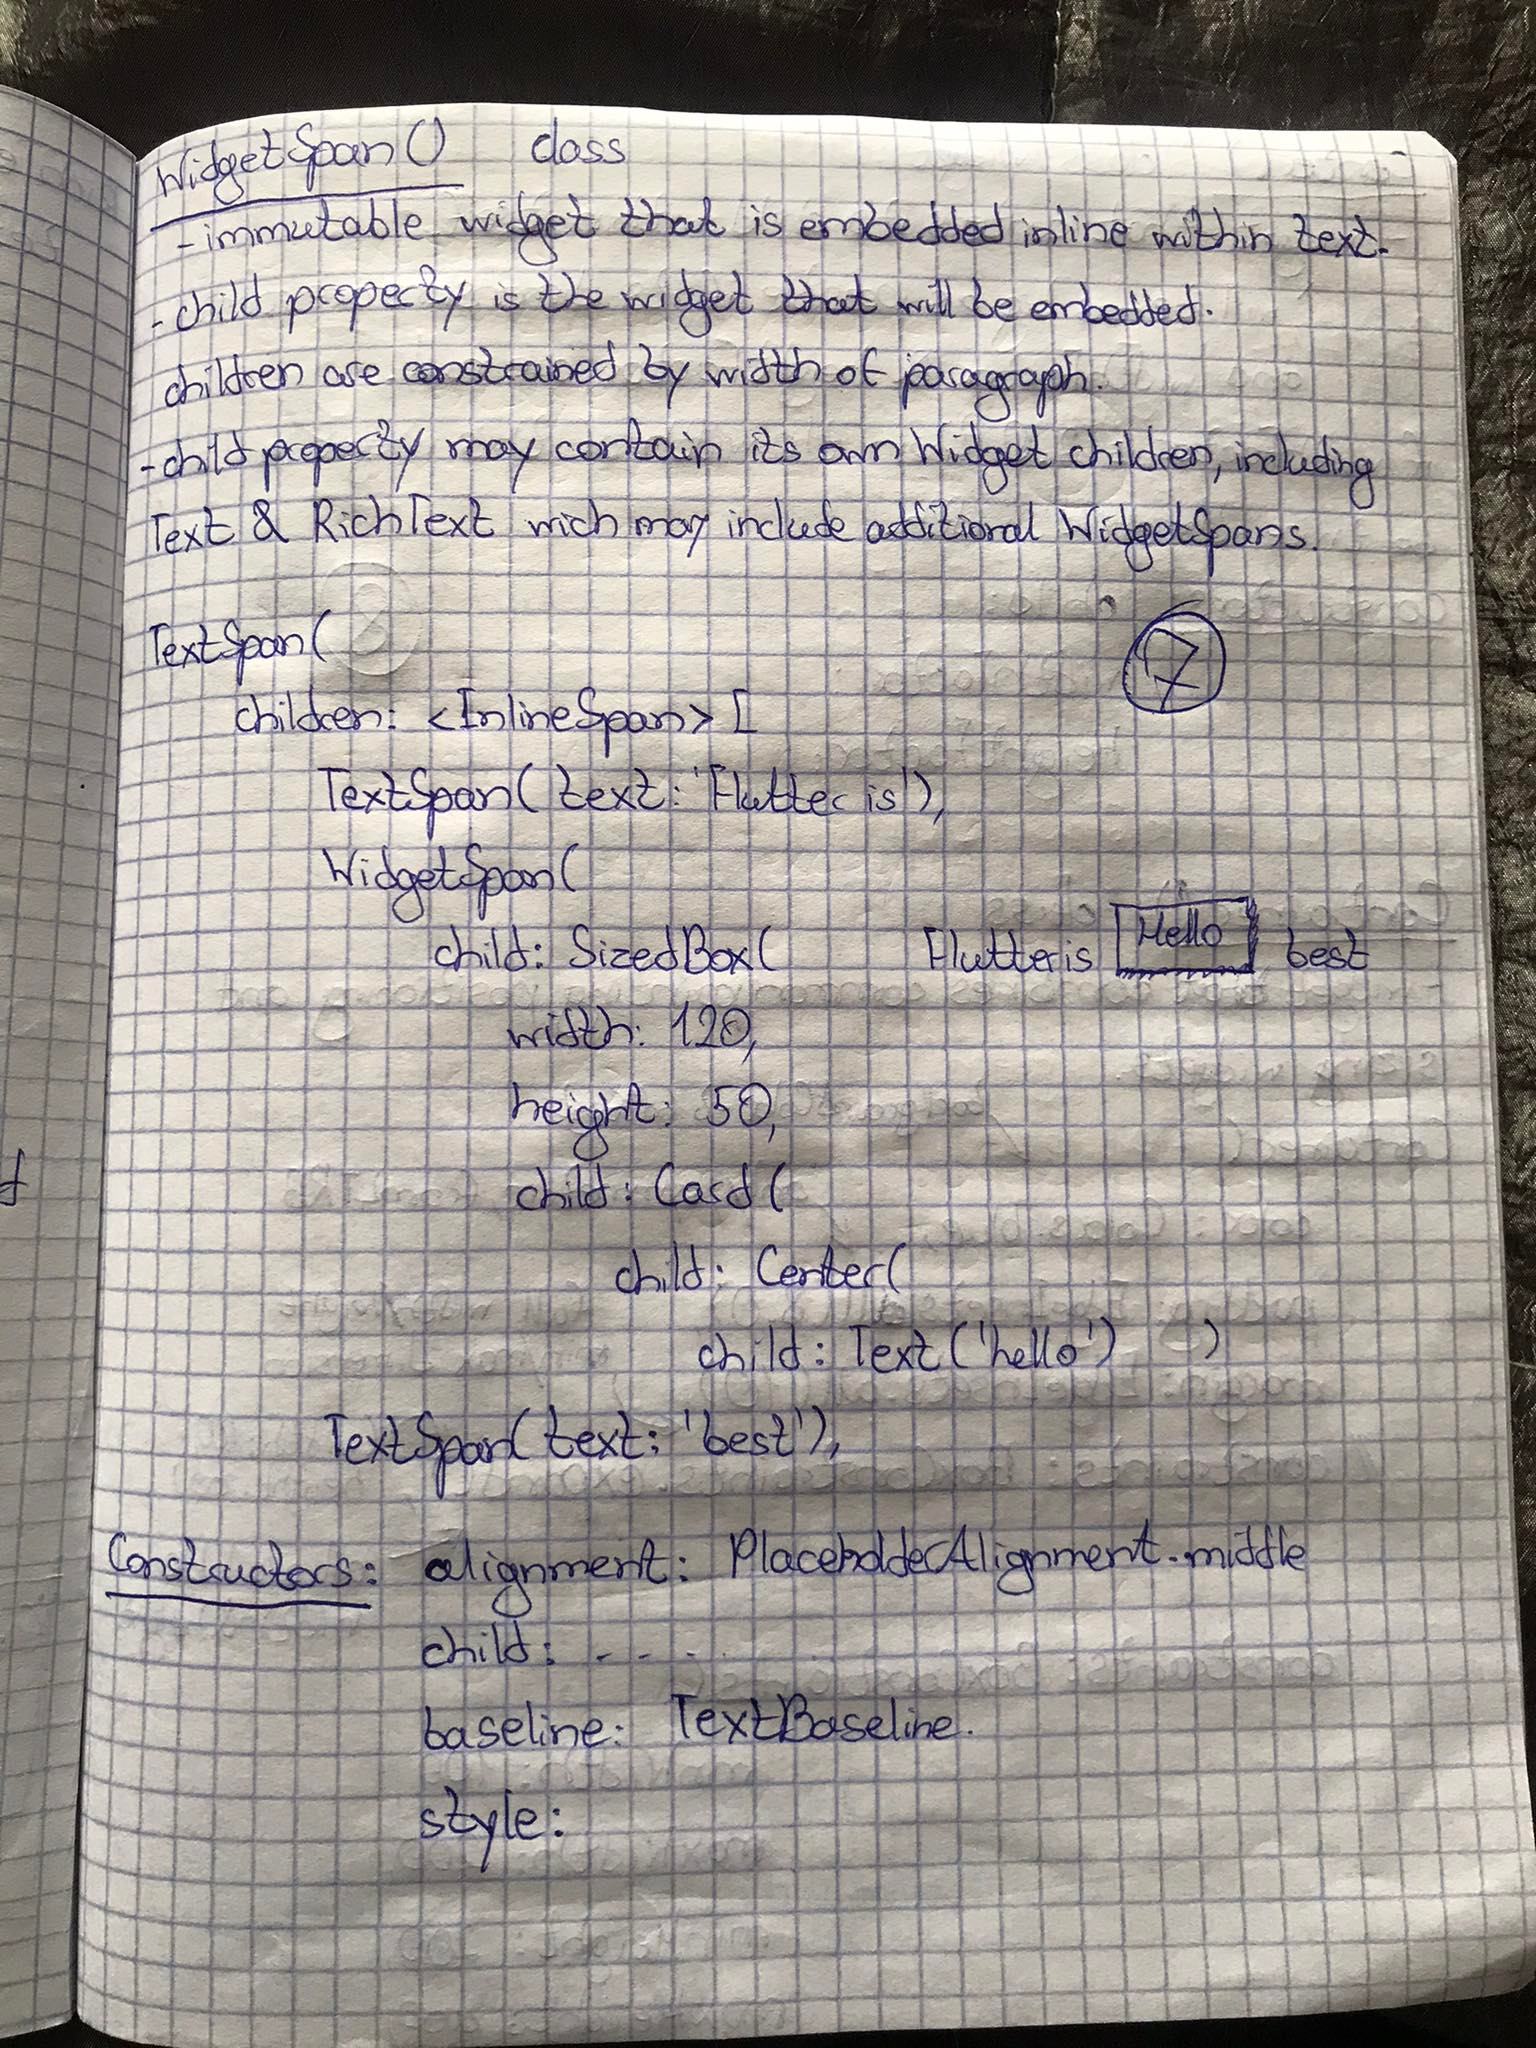 WidgetSpan() class
- immutable widget that is embedded inline within text.
- child property is the widget that will be embedded.
children are constrained by width of paragraph.
- child property may contain its own Widget children, including
Text & RichText wich may include additional WidgetSpans.
TextSpan(
7
children: <InlineSpan> [
TextSpan( text: 'Flutter is'),
WidgetSpan(
child: SizedBox(
Flutter is Hello best
width: 120,
height: 50,
child: Card (
child: Center(
child: Text ('hello') )
TextSpan( text: 'best'),
Constructors: alignment: PlaceholderAlignment.middle
child: - - - .
baseline: TextBaseline.
style: